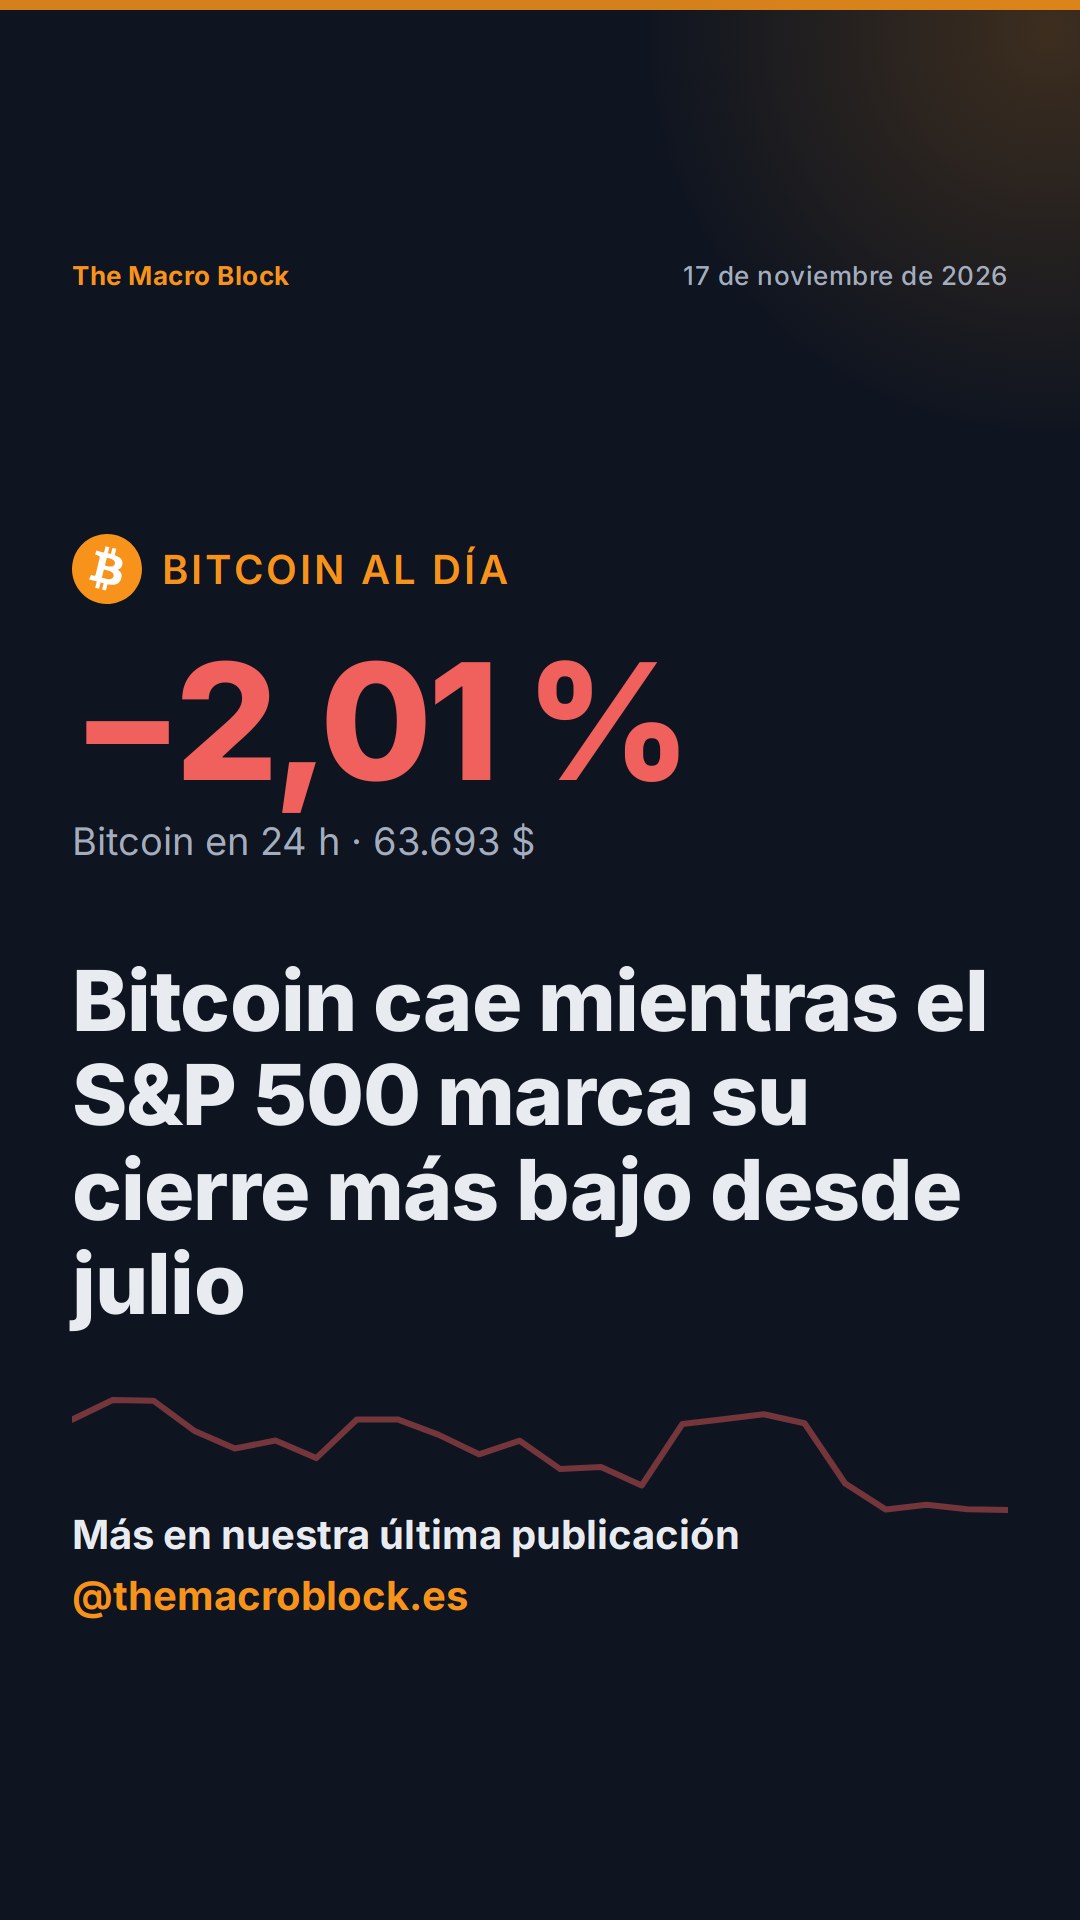 The Macro Block
17 de noviembre de 2026
BITCOIN AL DÍA
−2,01 %
Bitcoin en 24 h · 63.693 $
Bitcoin cae mientras el
S&P 500 marca su
cierre más bajo desde
julio
Más en nuestra última publicación
@themacroblock.es